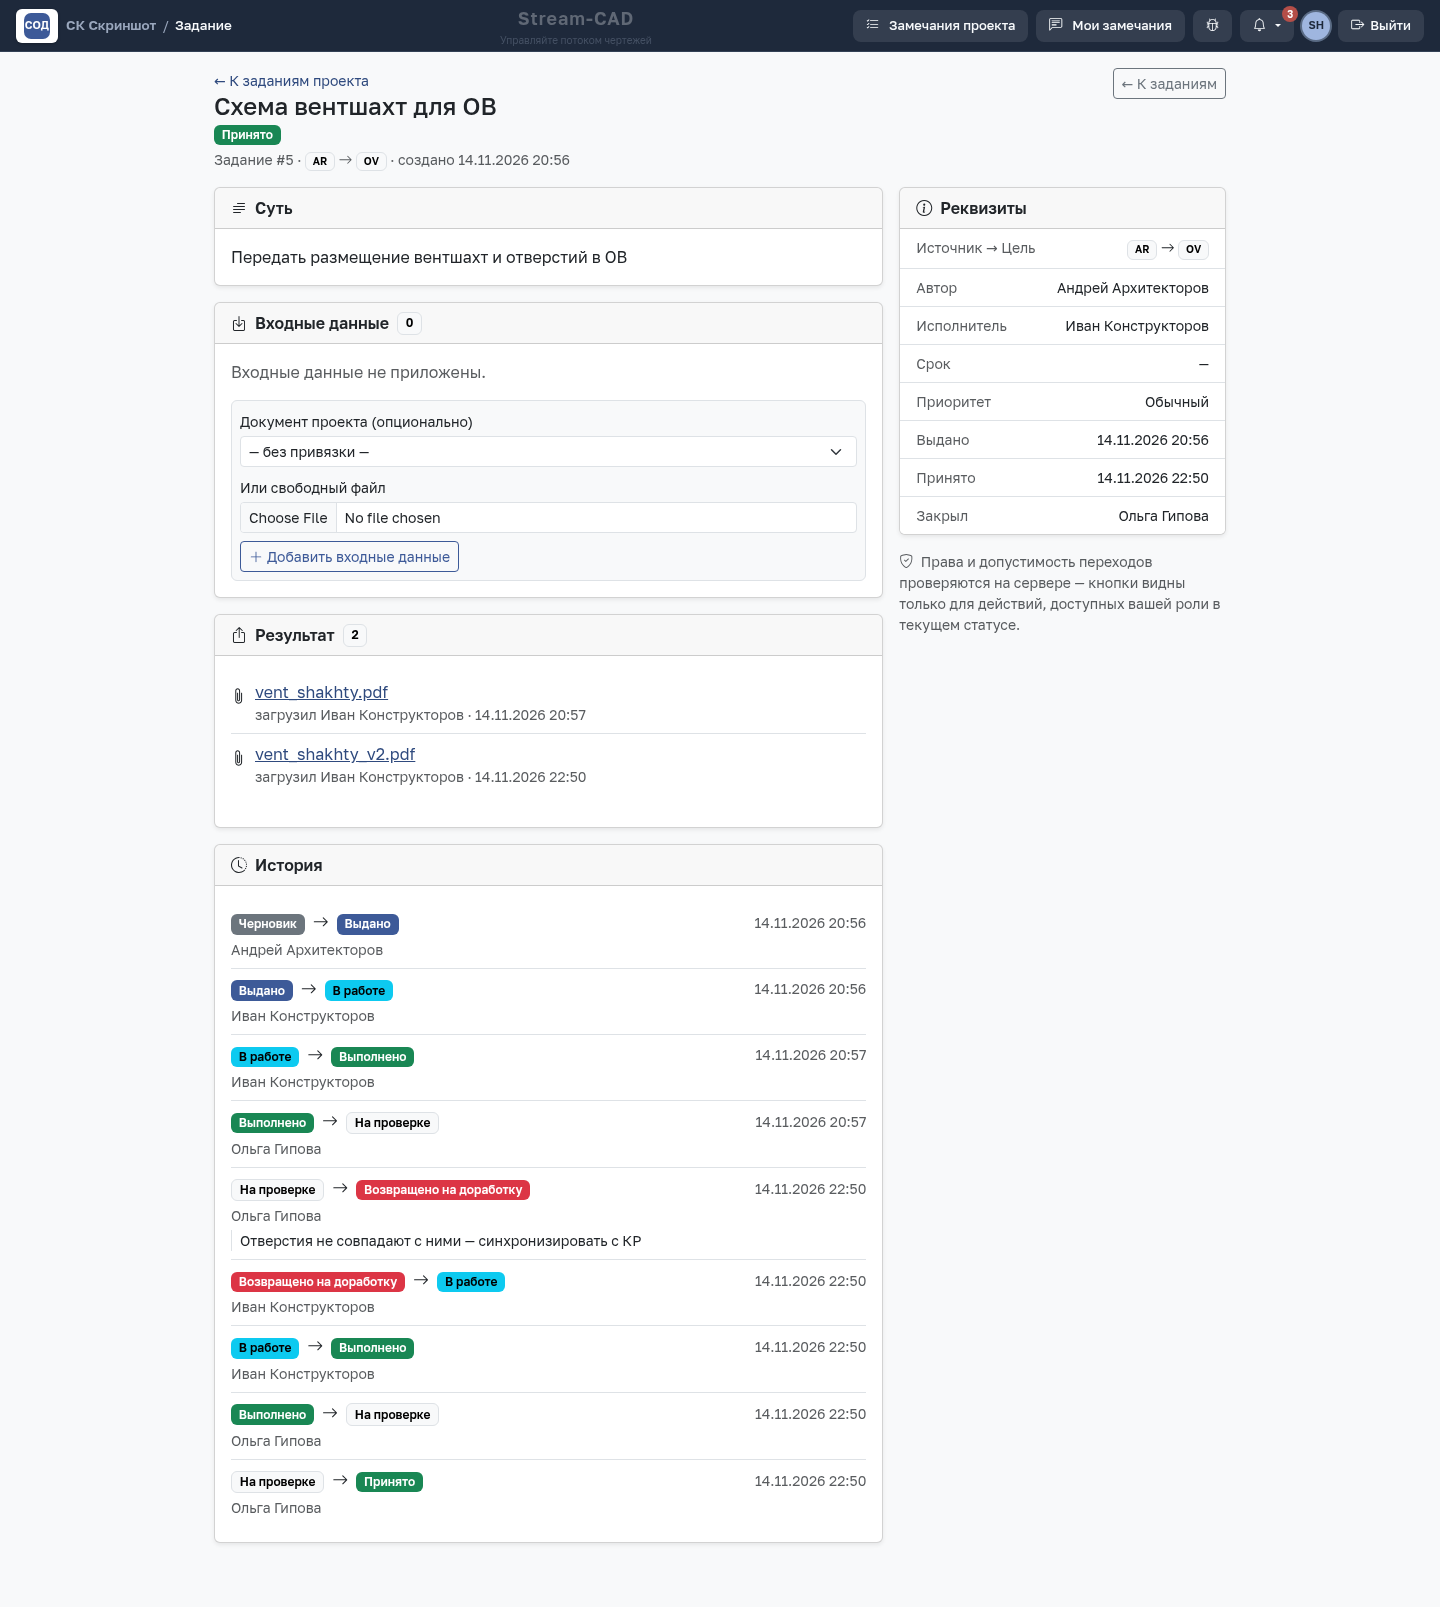 СОД СК Скриншот / Задание
Stream-CAD
Управляйте потоком чертежей
Замечания проекта
Мои замечания
3
SH
Выйти
← К заданиям проекта
← К заданиям
Схема вентшахт для ОВ
Принято
Задание #5 · AR → OV · создано 14.11.2026 20:56
Суть
Передать размещение вентшахт и отверстий в ОВ
Входные данные 0
Входные данные не приложены.
Документ проекта (опционально)
— без привязки —
Или свободный файл
Choose File No file chosen
+ Добавить входные данные
Результат 2
vent_shakhty.pdf
загрузил Иван Конструкторов · 14.11.2026 20:57
vent_shakhty_v2.pdf
загрузил Иван Конструкторов · 14.11.2026 22:50
История
Черновик → Выдано 14.11.2026 20:56
Андрей Архитекторов
Выдано → В работе 14.11.2026 20:56
Иван Конструкторов
В работе → Выполнено 14.11.2026 20:57
Иван Конструкторов
Выполнено → На проверке 14.11.2026 20:57
Ольга Гипова
На проверке → Возвращено на доработку 14.11.2026 22:50
Ольга Гипова
Отверстия не совпадают с ними — синхронизировать с КР
Возвращено на доработку → В работе 14.11.2026 22:50
Иван Конструкторов
В работе → Выполнено 14.11.2026 22:50
Иван Конструкторов
Выполнено → На проверке 14.11.2026 22:50
Ольга Гипова
На проверке → Принято 14.11.2026 22:50
Ольга Гипова
Реквизиты
Источник → Цель AR → OV
Автор Андрей Архитекторов
Исполнитель Иван Конструкторов
Срок —
Приоритет Обычный
Выдано 14.11.2026 20:56
Принято 14.11.2026 22:50
Закрыл Ольга Гипова
Права и допустимость переходов
проверяются на сервере — кнопки видны
только для действий, доступных вашей роли в
текущем статусе.